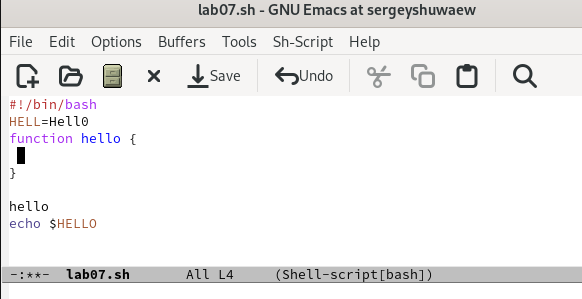 lab07.sh - GNU Emacs at sergeyshuwaew
File Edit Options Buffers Tools Sh-Script Help
Save Undo
#!/bin/bash
HELL=Hell0
function hello {
}
hello
echo $HELLO
-:**- lab07.sh All L4 (Shell-script[bash])